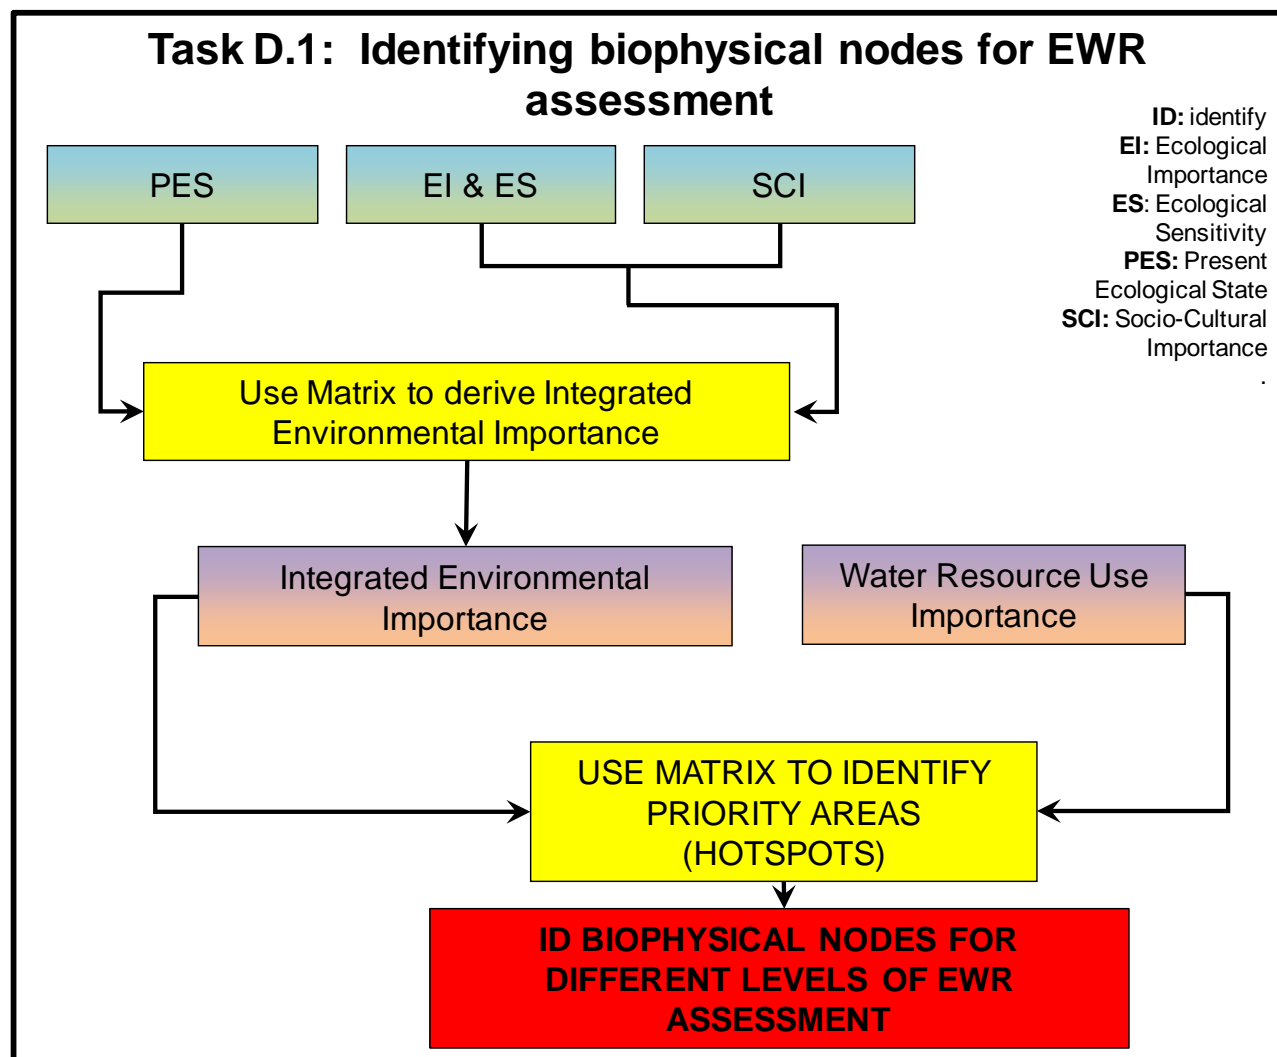 Task D.1: Identifying biophysical nodes for EWR
assessment
ID: identify
EI: Ecological
Importance
ES: Ecological
Sensitivity
PES: Present
Ecological State
SCI: Socio-Cultural
Importance
.
PES
EI & ES
SCI
Use Matrix to derive Integrated
Environmental Importance
Integrated Environmental
Importance
Water Resource Use
Importance
USE MATRIX TO IDENTIFY
PRIORITY AREAS
(HOTSPOTS)
ID BIOPHYSICAL NODES FOR
DIFFERENT LEVELS OF EWR
ASSESSMENT